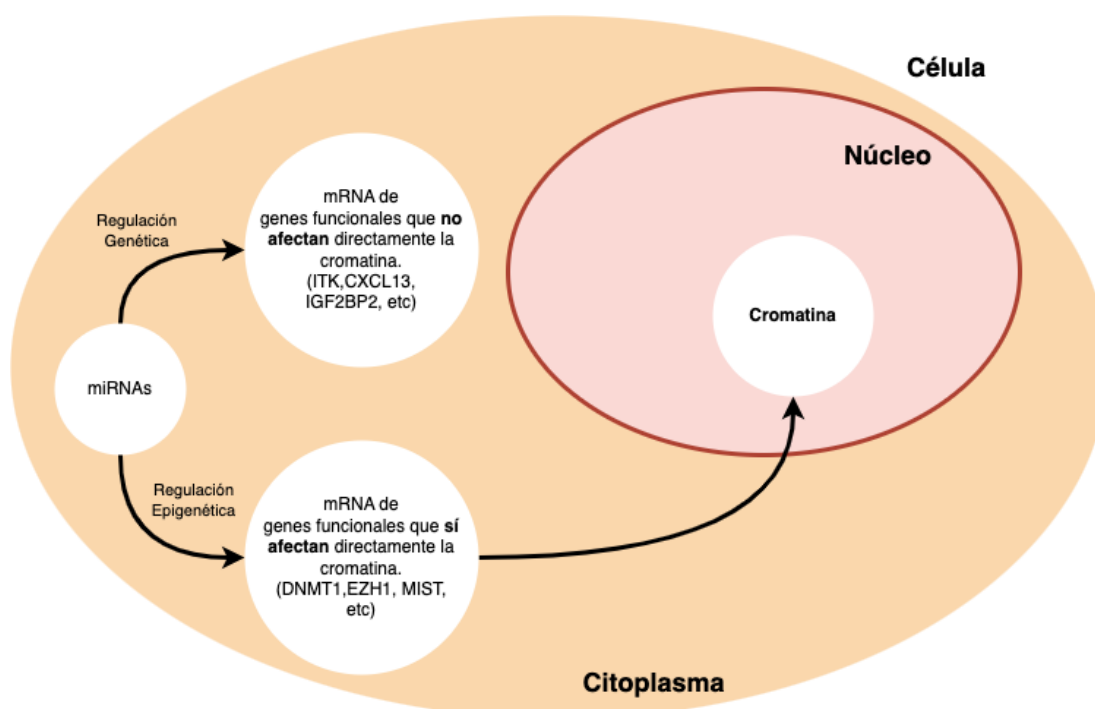 Célula
Núcleo
mRNA de
genes funcionales que no
afectan directamente la
cromatina.
(ITK,CXCL13,
IGF2BP2, etc)
Regulación
Genética
Cromatina
miRNAs
Regulación
Epigenética
mRNA de
genes funcionales que sí
afectan directamente la
cromatina.
(DNMT1,EZH1, MIST,
etc)
Citoplasma